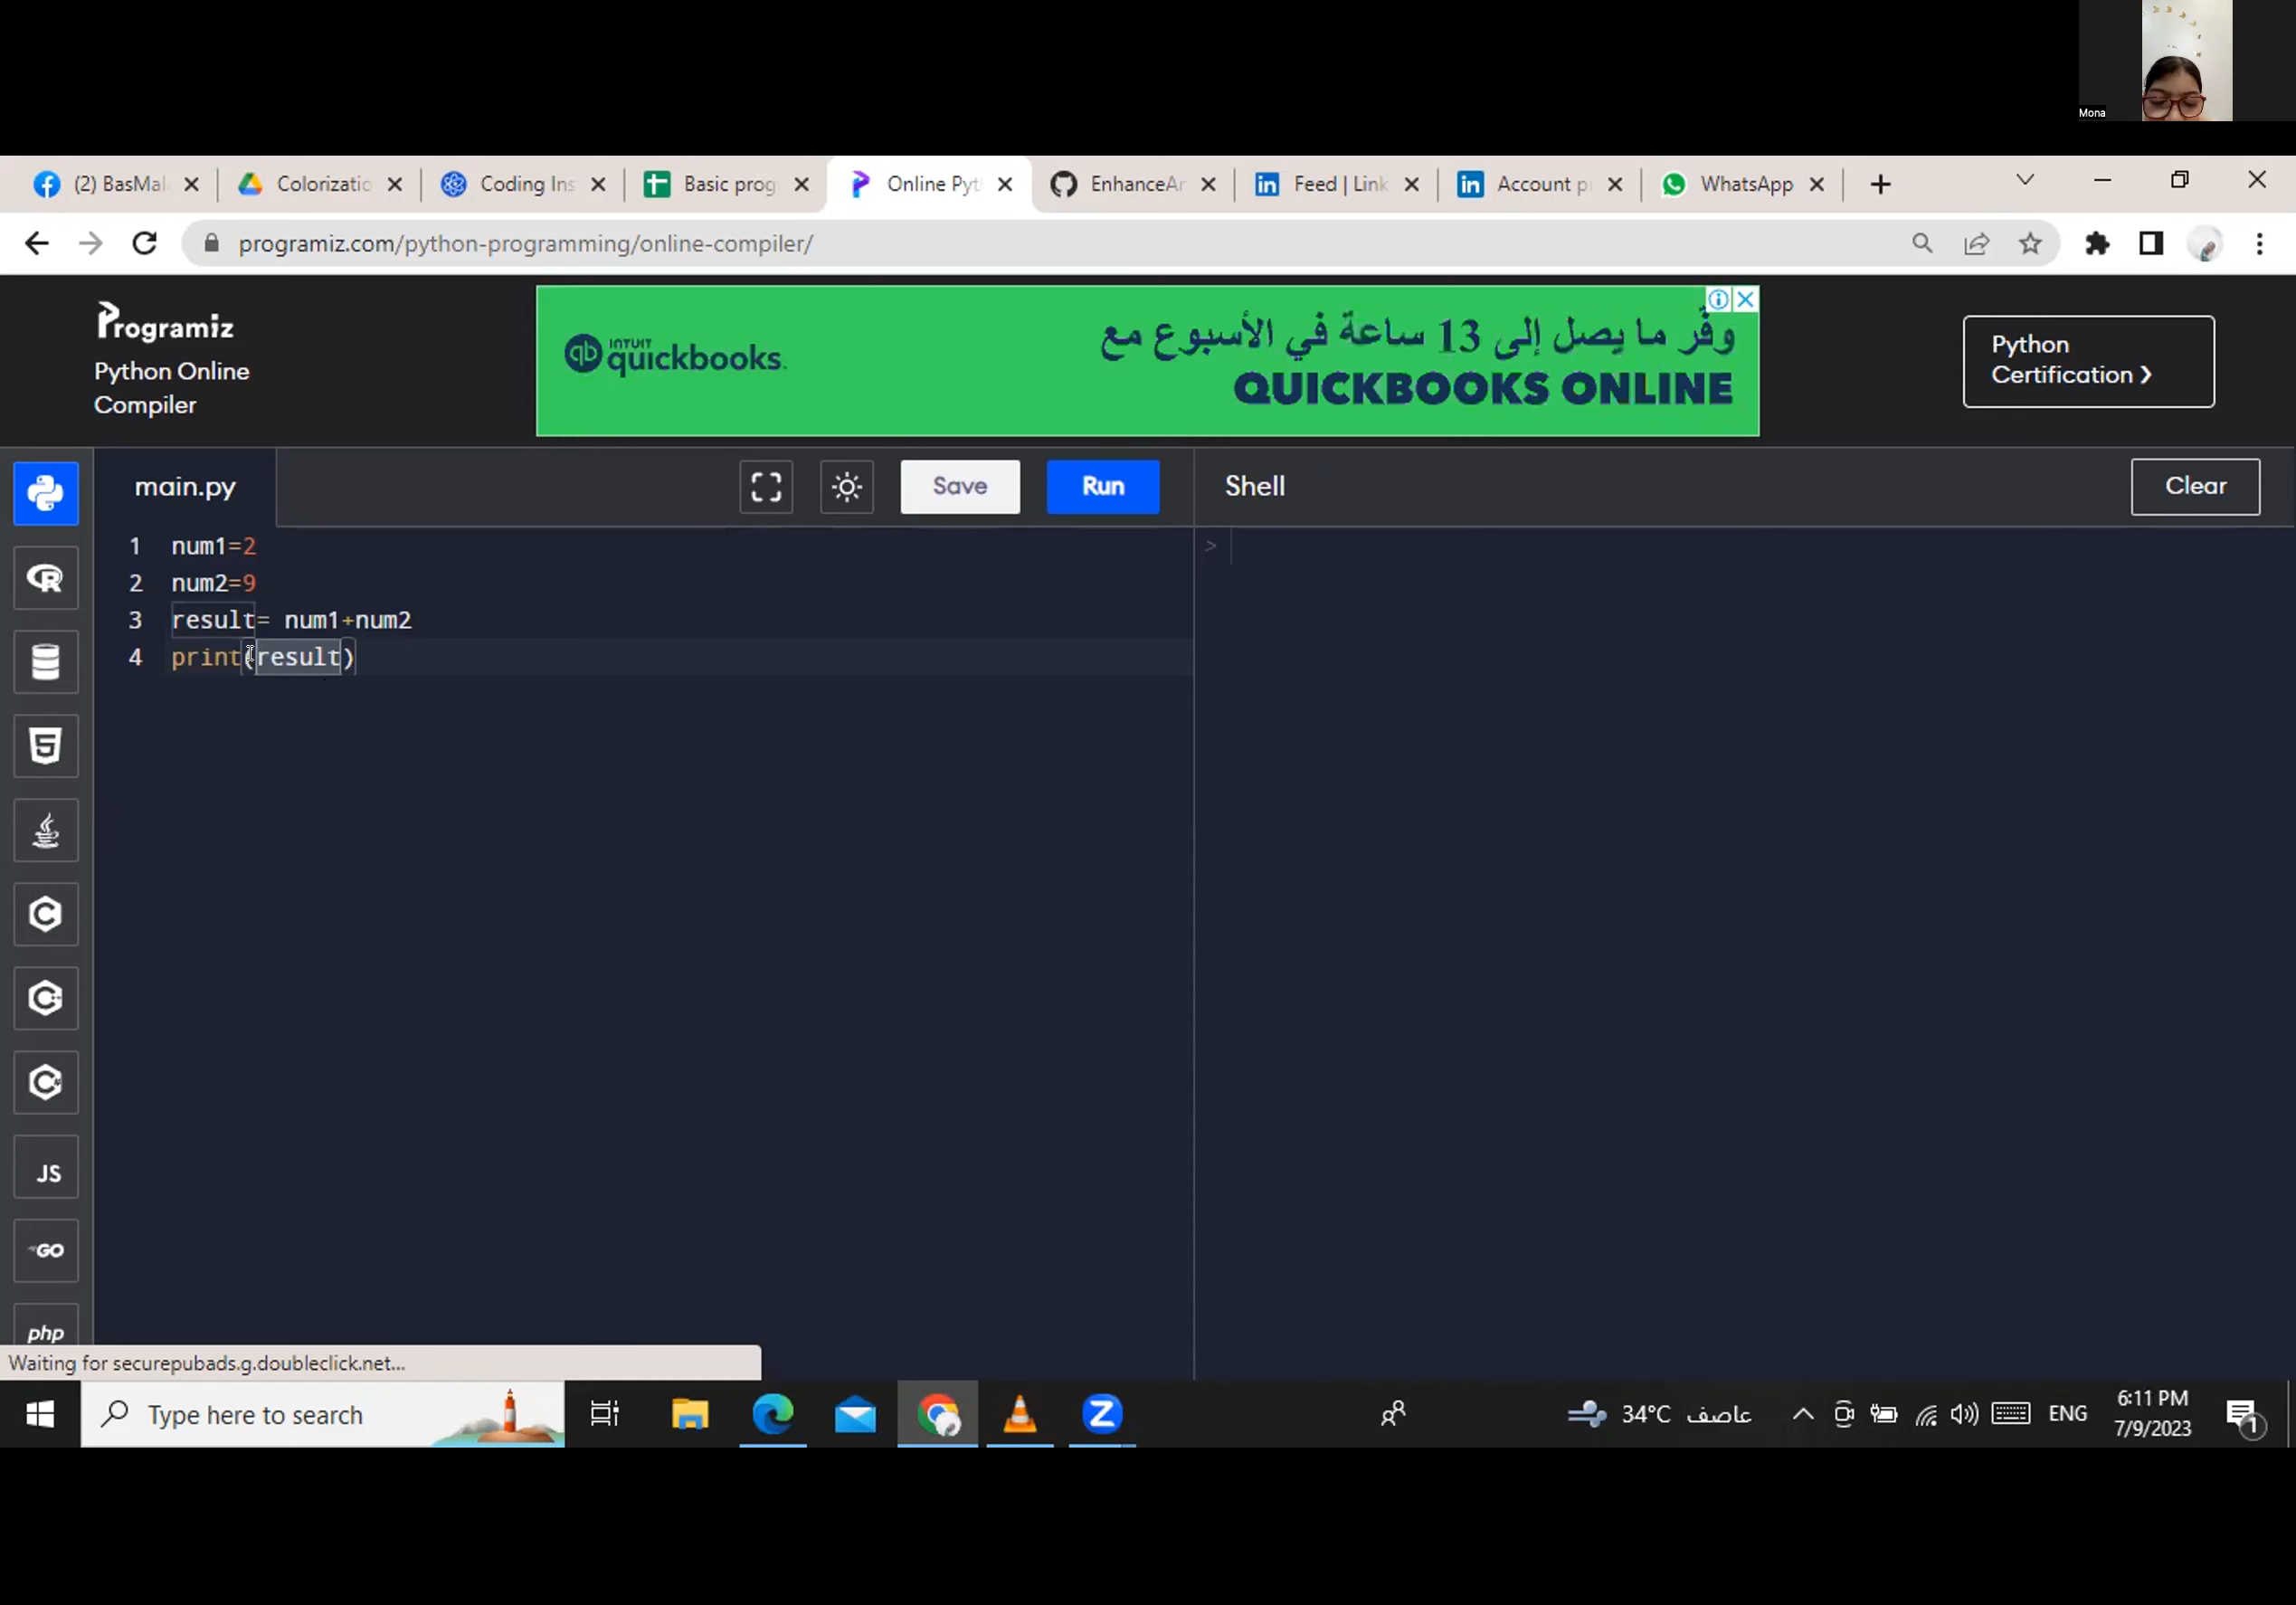 Mona
(2) BasMal
Colorizatio
Coding Ins
Basic prog
Online Pyt
EnhanceAr
Feed | Link
Account p
WhatsApp
programiz.com/python-programming/online-compiler/
Programiz
Python Online
Compiler
INTUIT
quickbooks.
وفّر ما يصل إلى 13 ساعة في الأسبوع مع
QUICKBOOKS ONLINE
Python
Certification ❯
main.py
Save
Run
Shell
Clear
1 num1=2
2 num2=9
3 result= num1+num2
4 print(result)
>
JS
GO
php
Waiting for securepubads.g.doubleclick.net...
Type here to search
34°C عاصف
ENG
6:11 PM
7/9/2023
1